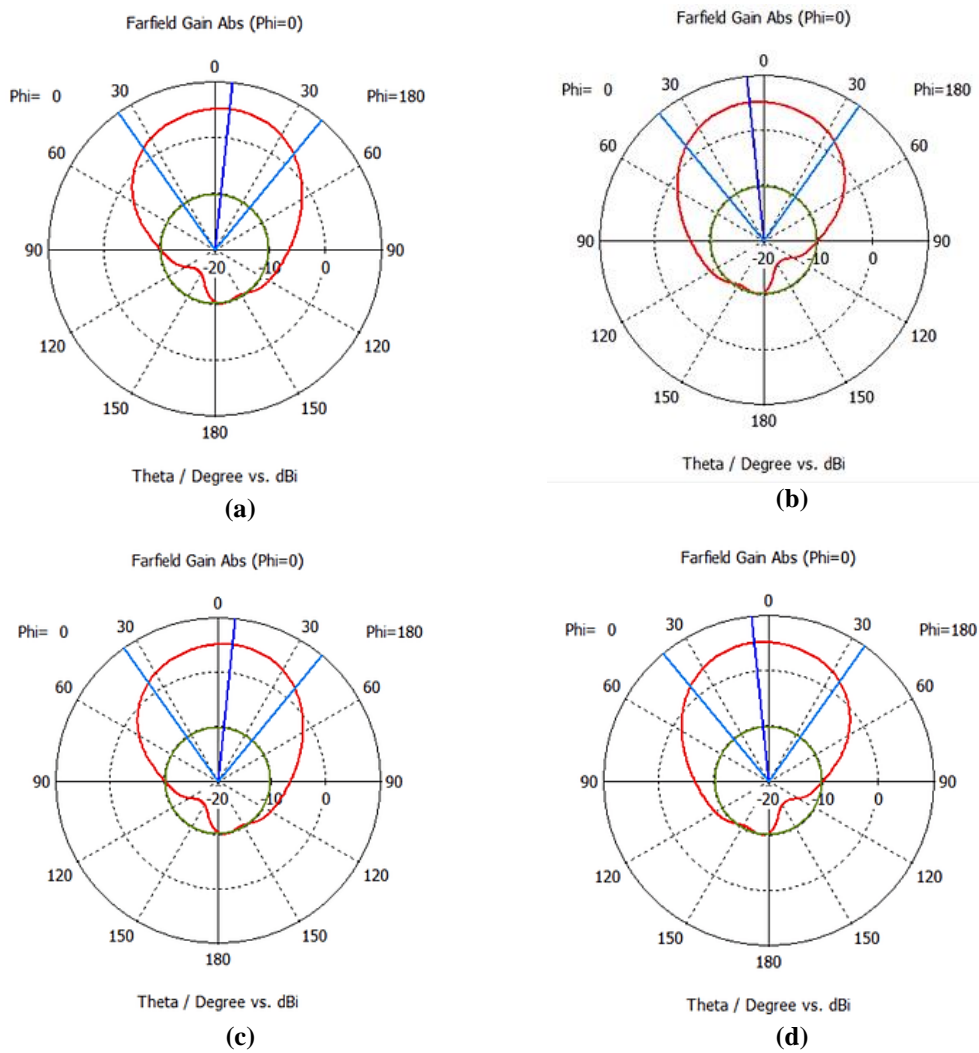 Farfield Gain Abs (Phi=0)
0
Phi= 0 30 30 Phi=180
60 60
90 -20 -10 0 90
120 120
150 150
180
Theta / Degree vs. dBi
(a)
Farfield Gain Abs (Phi=0)
0
Phi= 0 30 30 Phi=180
60 60
90 -20 -10 0 90
120 120
150 150
180
Theta / Degree vs. dBi
(b)
Farfield Gain Abs (Phi=0)
0
Phi= 0 30 30 Phi=180
60 60
90 -20 -10 0 90
120 120
150 150
180
Theta / Degree vs. dBi
(c)
Farfield Gain Abs (Phi=0)
0
Phi= 0 30 30 Phi=180
60 60
90 -20 -10 0 90
120 120
150 150
180
Theta / Degree vs. dBi
(d)